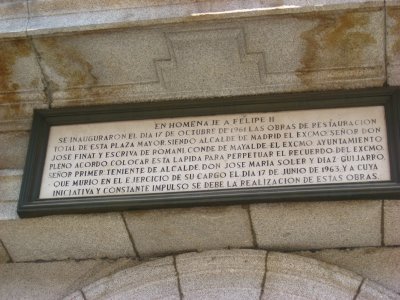 EN HOMENAJE A FELIPE II
SE INAUGURARON EL DIA 17 DE OCTUBRE DE 1961 LAS OBRAS DE RESTAURACION
TOTAL DE ESTA PLAZA MAYOR, SIENDO ALCALDE DE MADRID EL EXCMO. SEÑOR DON
JOSE FINAT Y ESCRIVA DE ROMANI, CONDE DE MAYALDE. EL EXCMO. AYUNTAMIENTO
PLENO ACORDO COLOCAR ESTA LAPIDA PARA PERPETUAR EL RECUERDO DEL EXCMO.
SEÑOR PRIMER TENIENTE DE ALCALDE DON JOSE MARIA SOLER Y DIAZ GUIJARRO,
QUE MURIO EN EL EJERCICIO DE SU CARGO EL DIA 17 DE JUNIO DE 1963, Y A CUYA
INICIATIVA Y CONSTANTE IMPULSO SE DEBE LA REALIZACION DE ESTAS OBRAS.